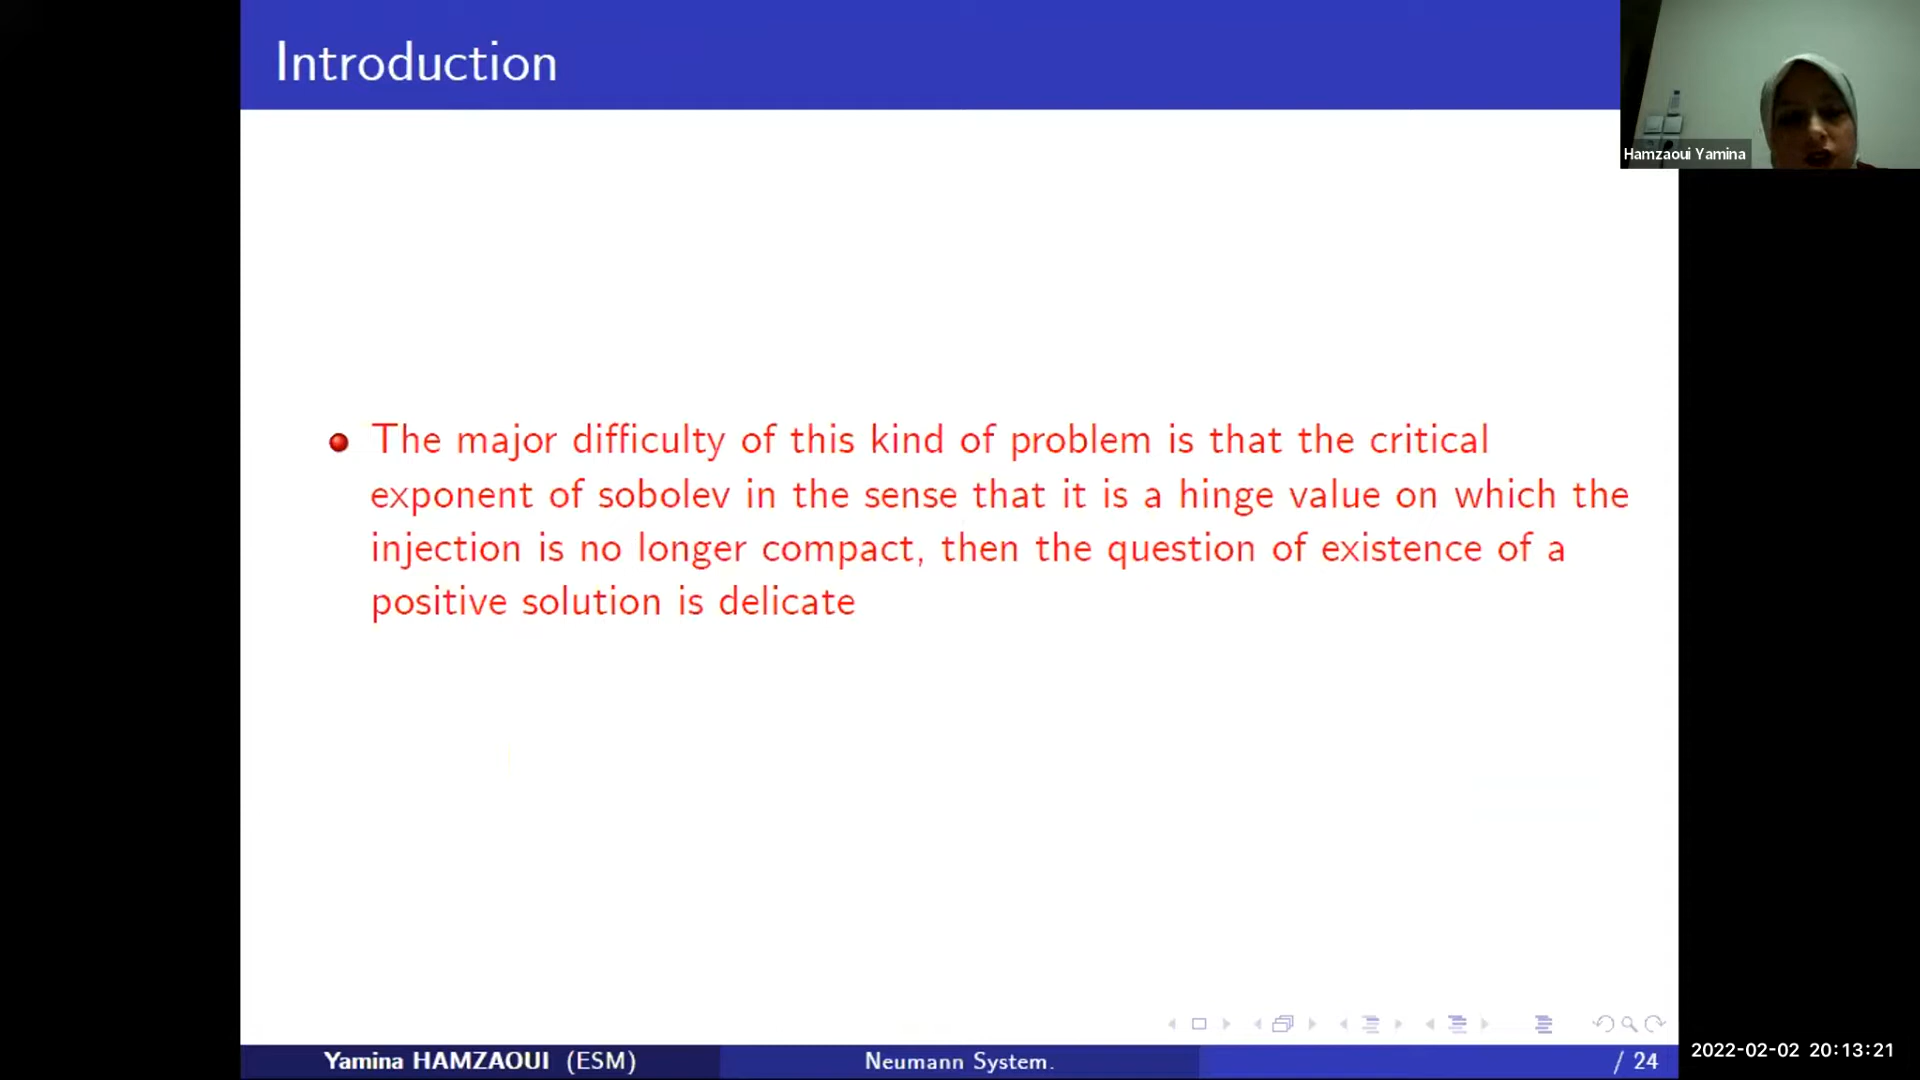 Introduction
Hamzaoui Yamina
The major difficulty of this kind of problem is that the critical
exponent of sobolev in the sense that it is a hinge value on which the
injection is no longer compact, then the question of existence of a
positive solution is delicate
Yamina HAMZAOUI (ESM)
Neumann System.
/ 24
2022-02-02 20:13:21